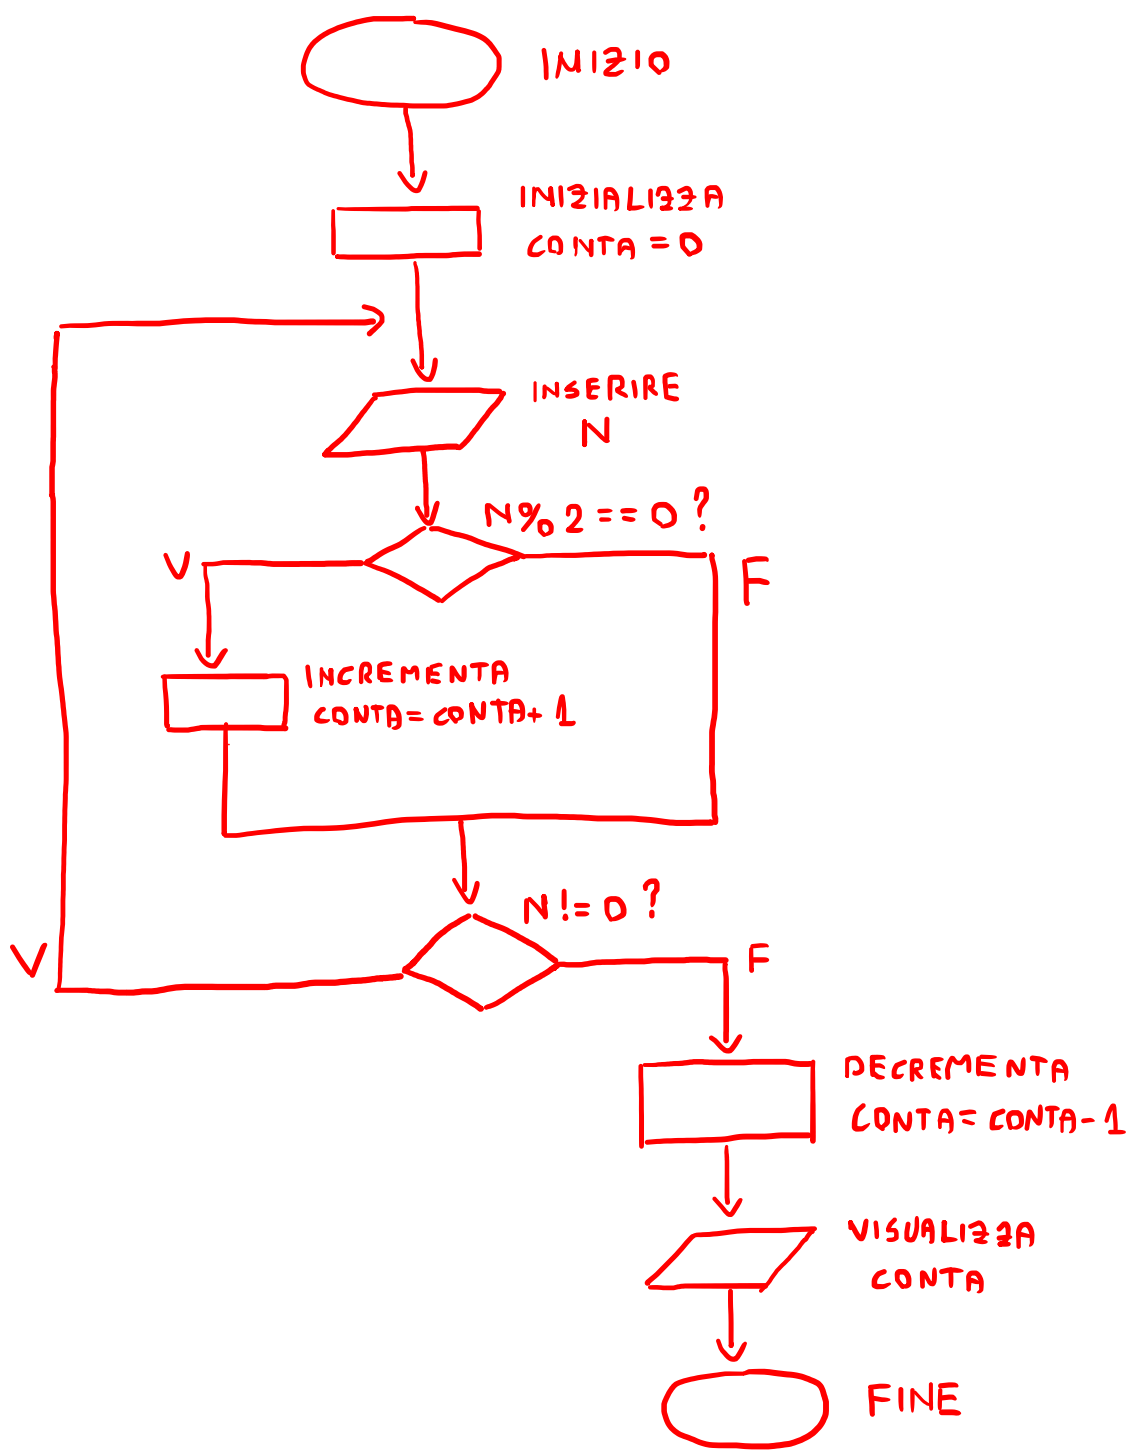 INIZIO
INIZIALIZZA
CONTA = 0
INSERIRE
N
N%2 == 0 ?
V
F
INCREMENTA
CONTA = CONTA + 1
N != 0 ?
V
F
DECREMENTA
CONTA = CONTA - 1
VISUALIZZA
CONTA
FINE